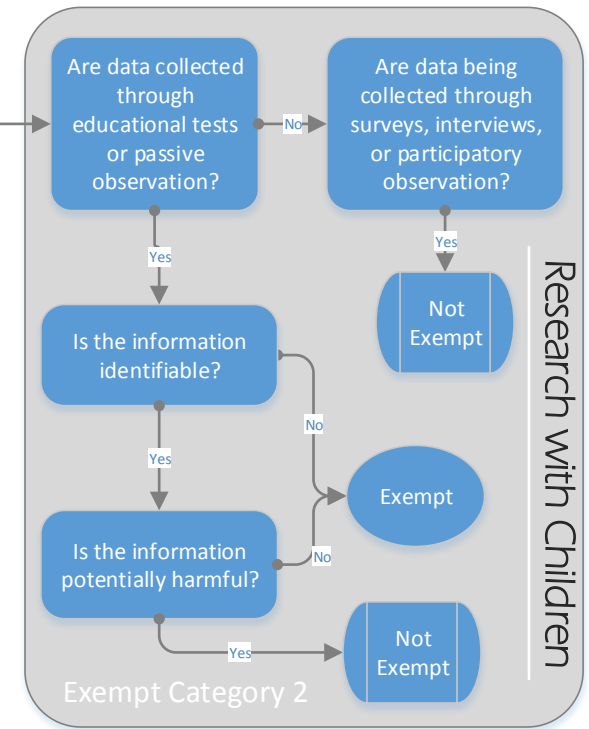 Are data collected
through
educational tests
or passive
observation?
No
Are data being
collected through
surveys, interviews,
or participatory
observation?
Yes
Yes
Not
Exempt
Is the information
identifiable?
No
Yes
Exempt
Is the information
potentially harmful?
No
Yes
Not
Exempt
Research with Children
Exempt Category 2